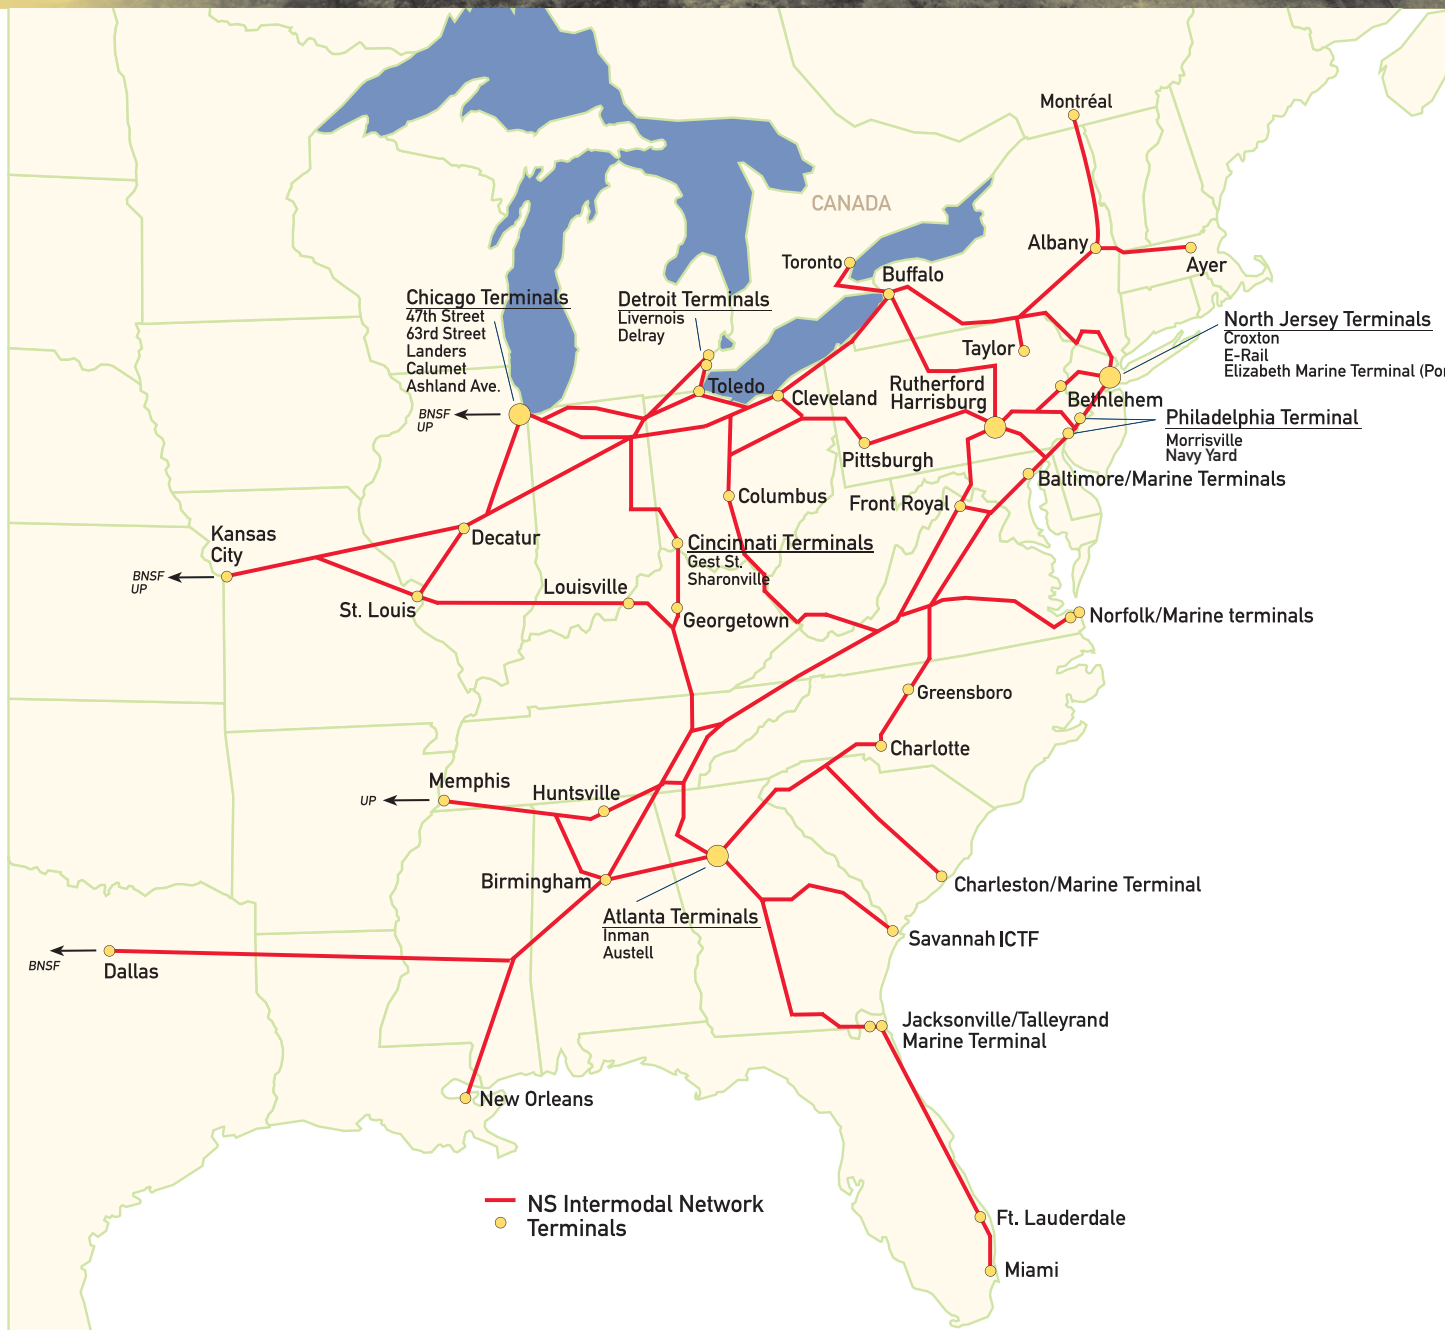 Montréal
CANADA
Albany
Toronto
Ayer
Buffalo
Chicago Terminals
47th Street
63rd Street
Landers
Calumet
Ashland Ave.
Detroit Terminals
Livernois
Delray
North Jersey Terminals
Croxton
E-Rail
Elizabeth Marine Terminal (Por
Taylor
Toledo
Cleveland
Rutherford
Harrisburg
Bethlehem
BNSF
UP
Philadelphia Terminal
Morrisville
Navy Yard
Pittsburgh
Baltimore/Marine Terminals
Columbus
Front Royal
Kansas
City
Decatur
Cincinnati Terminals
Gest St.
Sharonville
BNSF
UP
Louisville
St. Louis
Georgetown
Norfolk/Marine terminals
Greensboro
Charlotte
Memphis
UP
Huntsville
Birmingham
Charleston/Marine Terminal
Atlanta Terminals
Inman
Austell
Savannah ICTF
BNSF
Dallas
Jacksonville/Talleyrand
Marine Terminal
New Orleans
NS Intermodal Network
Terminals
Ft. Lauderdale
Miami